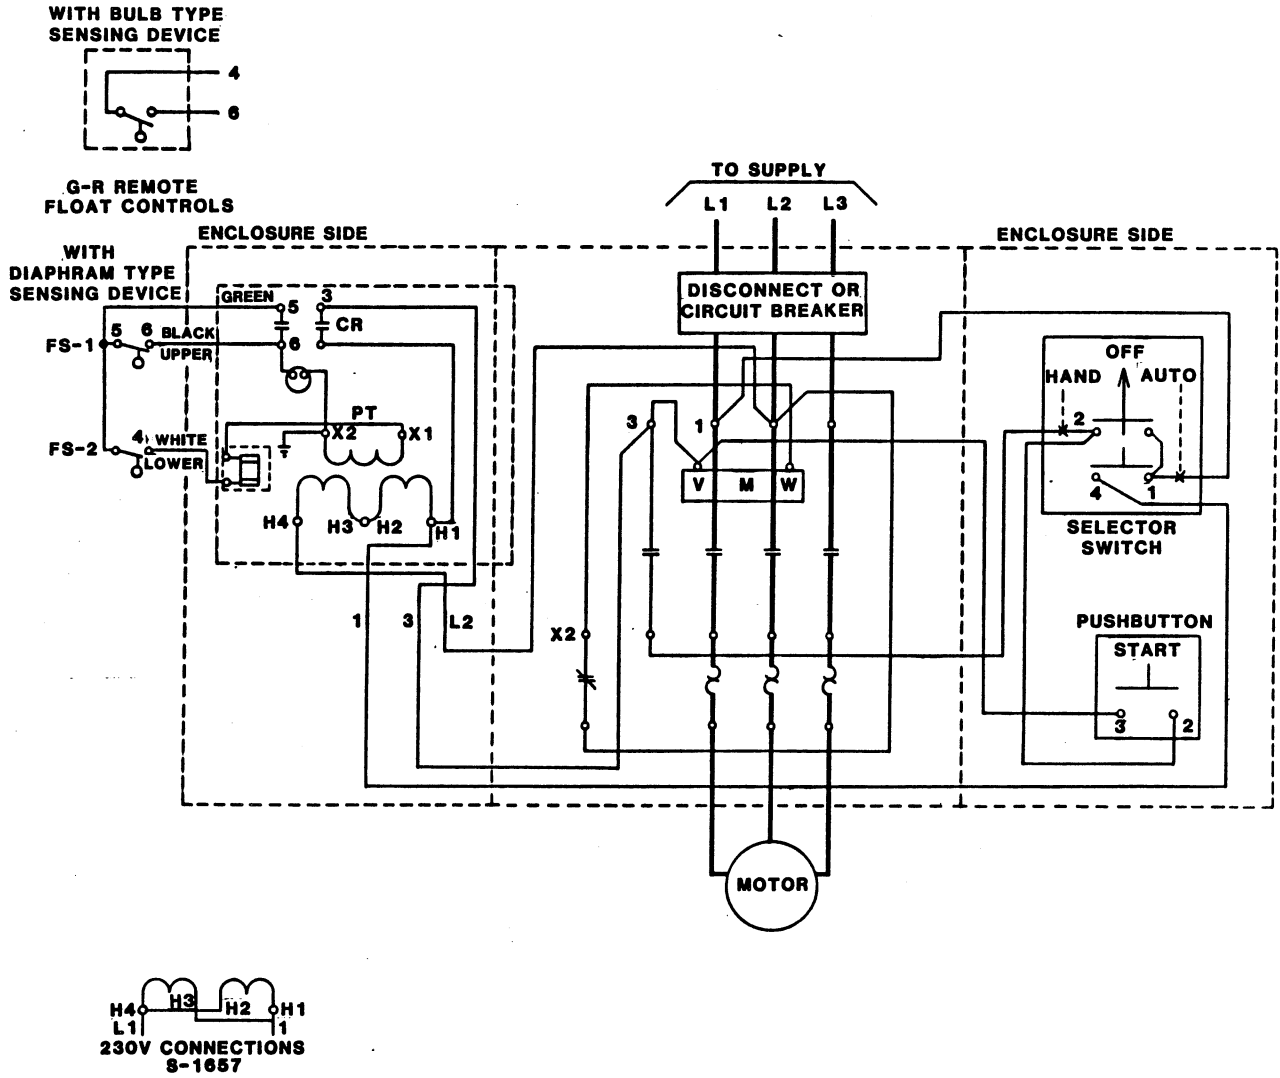 WITH BULB TYPE
SENSING DEVICE
4
6
G-R REMOTE
FLOAT CONTROLS
WITH
DIAPHRAM TYPE
SENSING DEVICE
ENCLOSURE SIDE
TO SUPPLY
L1 L2 L3
ENCLOSURE SIDE
DISCONNECT OR
CIRCUIT BREAKER
GREEN
5 3
CR
6
FS-1
5 6 BLACK
UPPER
FS-2
4 WHITE
LOWER
PT
X2 X1
H4 H3 H2 H1
1 3 L2
3 1
V M W
X2
OFF
HAND AUTO
2
4 1
SELECTOR
SWITCH
PUSHBUTTON
START
3 2
MOTOR
H4 H3 H2 H1
L1 1
230V CONNECTIONS
S-1657